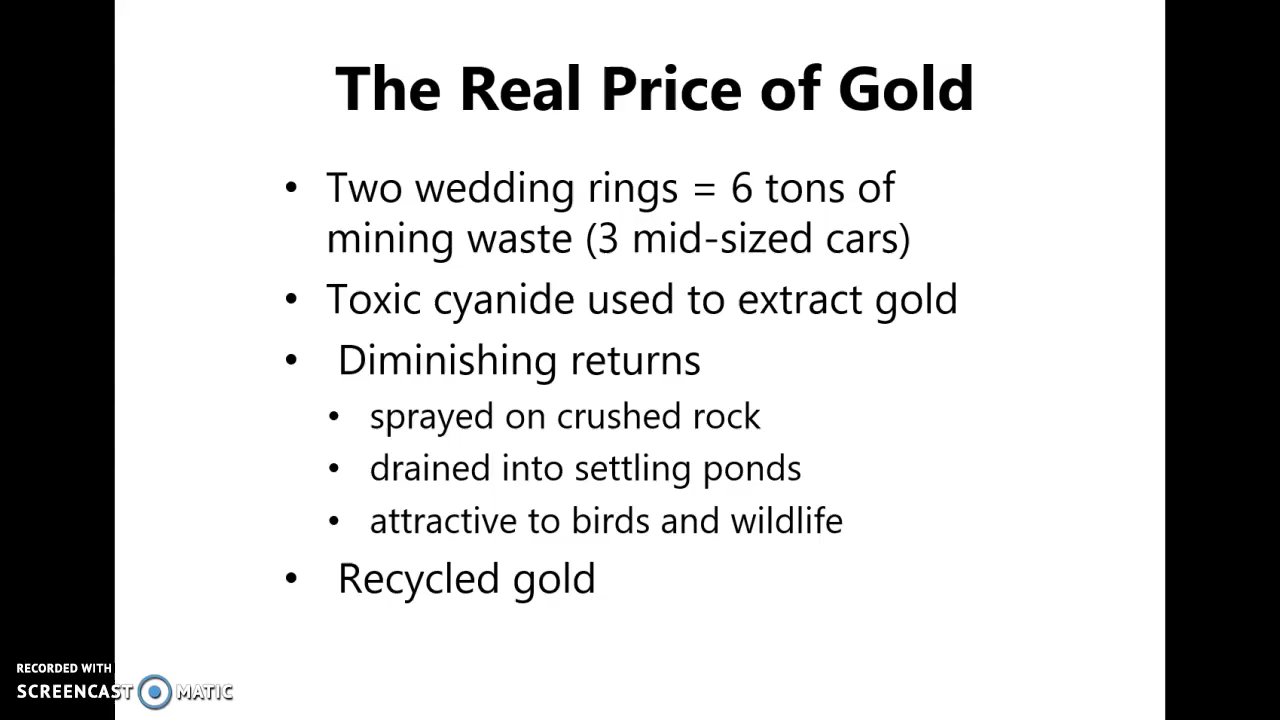 The Real Price of Gold
• Two wedding rings = 6 tons of
mining waste (3 mid-sized cars)
• Toxic cyanide used to extract gold
• Diminishing returns
• sprayed on crushed rock
• drained into settling ponds
• attractive to birds and wildlife
• Recycled gold
RECORDED WITH
SCREENCAST MATIC